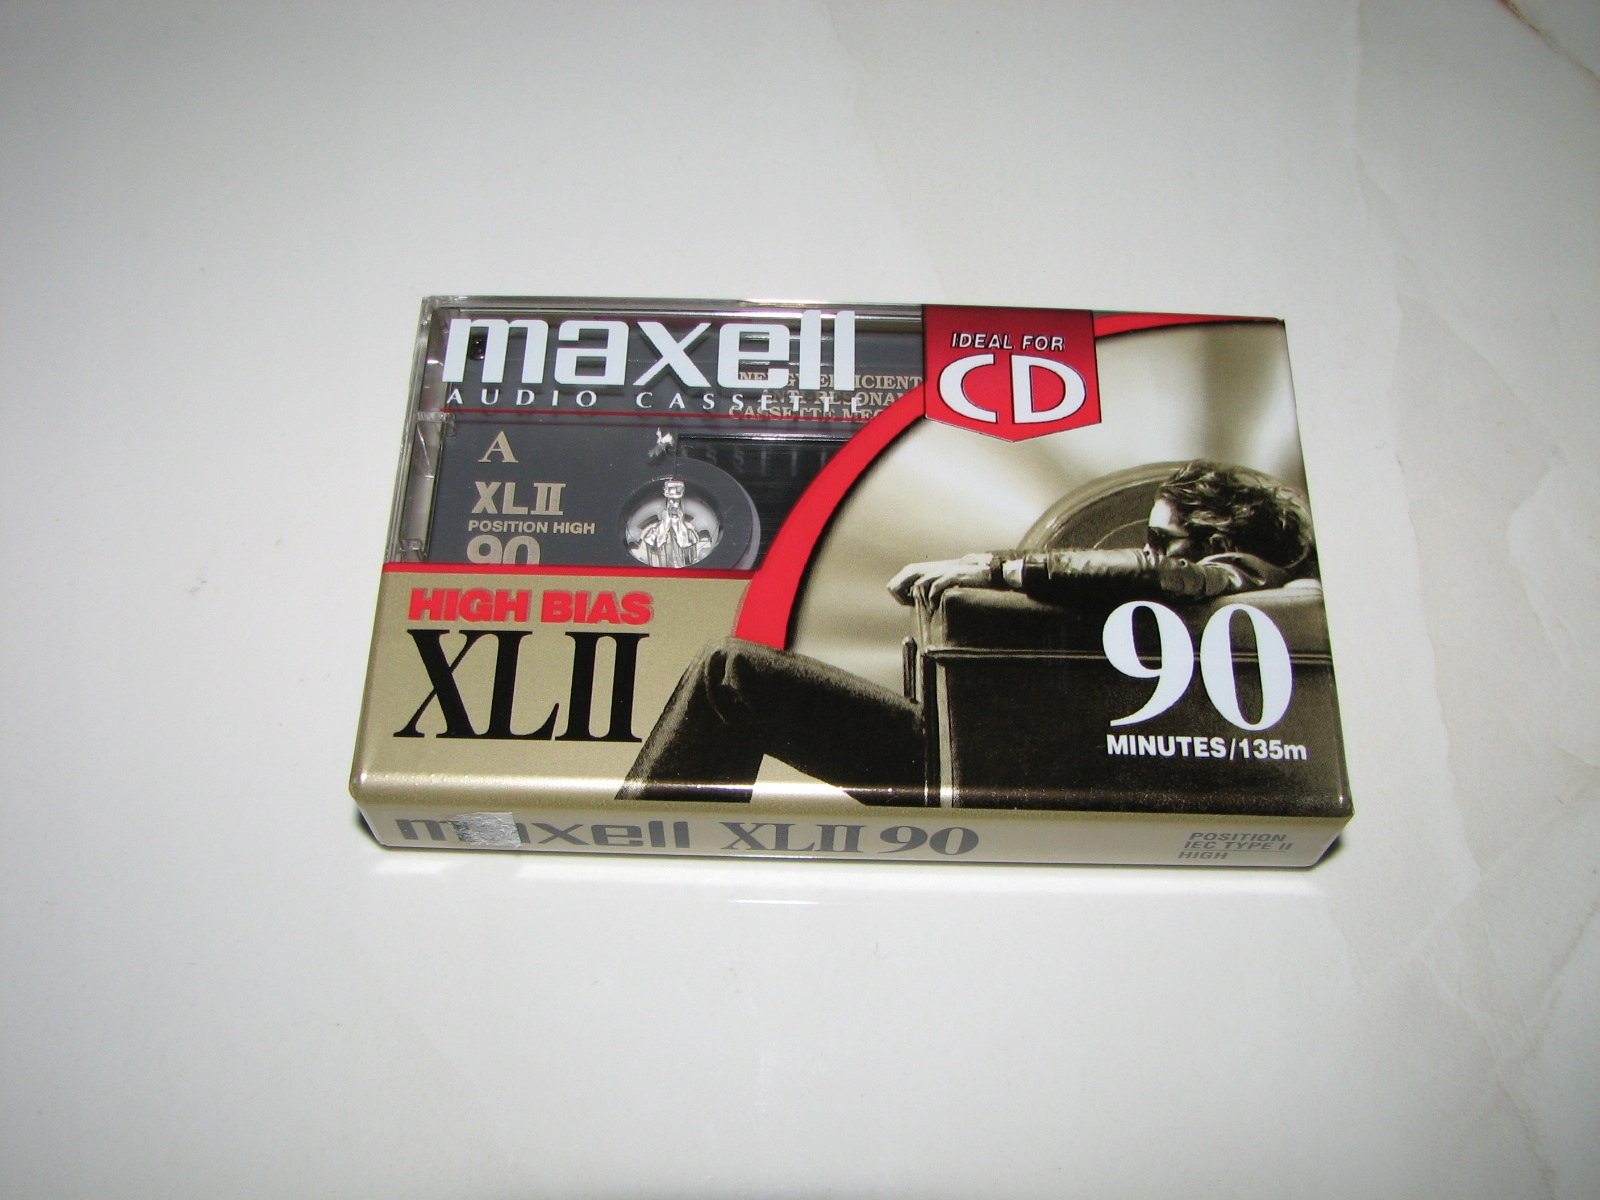 maxell
AUDIO CASSETTE
IDEAL FOR
CD
A
XLII
POSITION HIGH
90
HIGH BIAS
XLII
90
MINUTES/135m
maxell XLII 90
POSITION
IEC TYPE II
HIGH